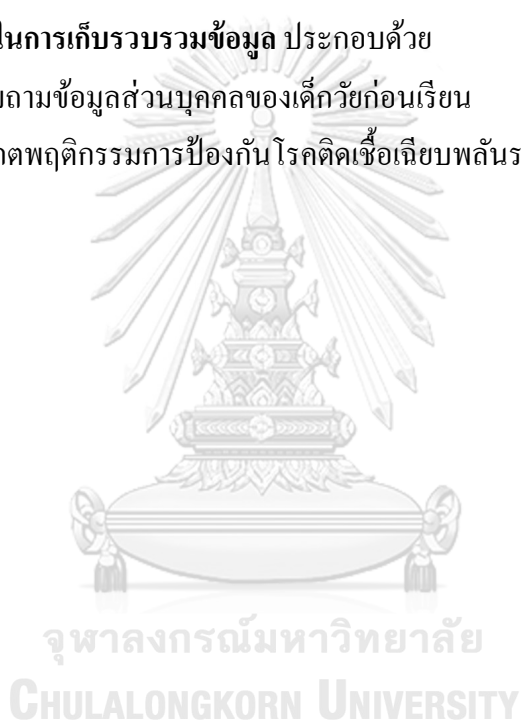 ในการเก็บรวบรวมข้อมูล ประกอบด้วย
ถามข้อมูลส่วนบุคคลของเด็กวัยก่อนเรียน
ตพฤติกรรมการป้องกันโรคติดเชื้อเฉียบพลันร
จุฬาลงกรณ์มหาวิทยาลัย
CHULALONGKORN UNIVERSITY